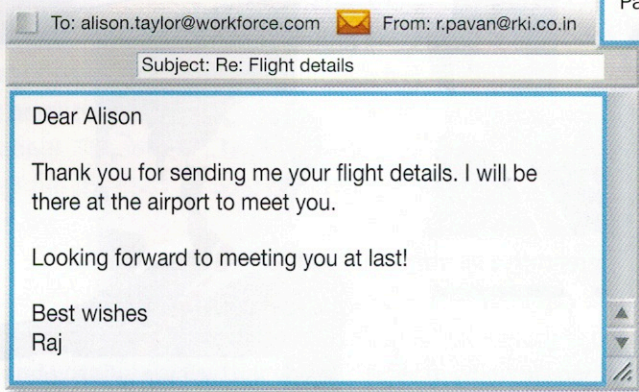 Pa
To: alison.taylor@workforce.com From: r.pavan@rki.co.in
Subject: Re: Flight details
Dear Alison
Thank you for sending me your flight details. I will be
there at the airport to meet you.
Looking forward to meeting you at last!
Best wishes
Raj